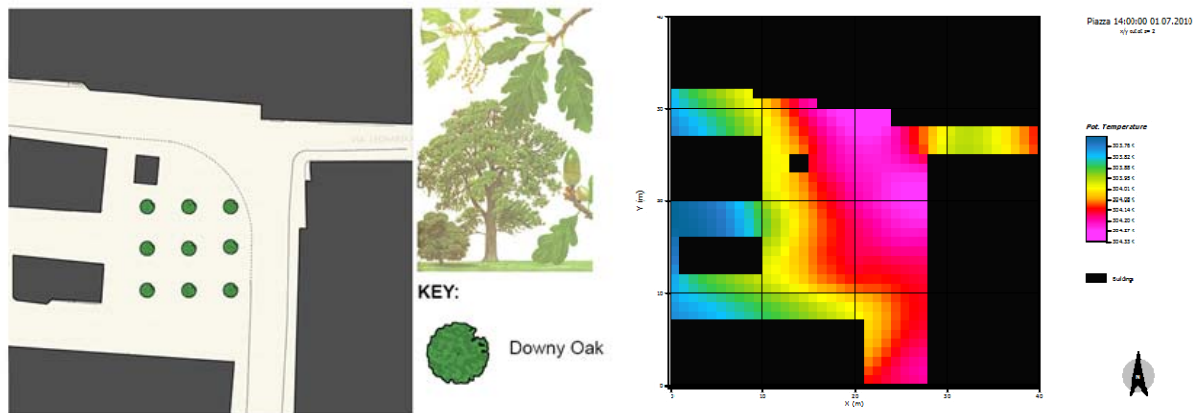 KEY:
Downy Oak
Piazza 14:00:00 01.07.2010
Pot. Temperature
303.76 K
303.82 K
303.88 K
303.95 K
304.01 K
304.08 K
304.14 K
304.20 K
304.27 K
304.33 K
Buildings
Y (m)
40
30
20
10
0
10
20
30
40
X (m)
N